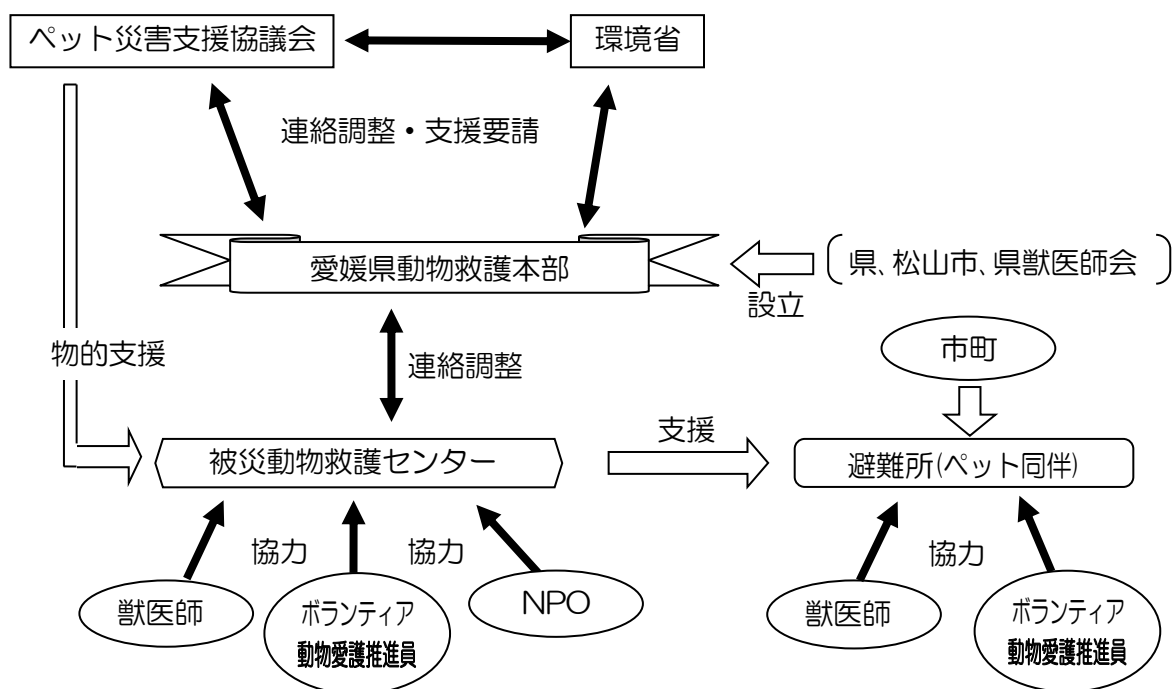 ペット災害支援協議会
環境省
連絡調整・支援要請
愛媛県動物救護本部
県、松山市、県獣医師会
設立
物的支援
連絡調整
市町
支援
被災動物救護センター
避難所(ペット同伴)
協力
協力
協力
獣医師
ボランティア
動物愛護推進員
NPO
獣医師
ボランティア
動物愛護推進員